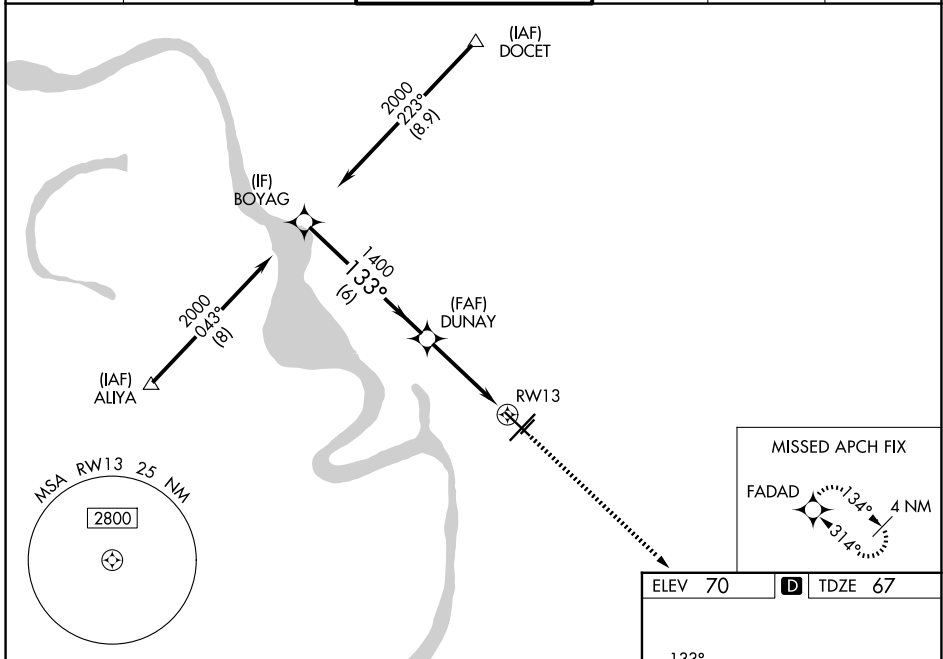 (IAF)
DOCET
2000
223°
(8.9)
(IF)
BOYAG
1400
133°
(6)
(FAF)
DUNAY
2000
043°
(8)
(IAF)
ALIYA
RW13
MSA RW13 25 NM
2800
MISSED APCH FIX
FADAD
134°
4 NM
314°
ELEV 70 D TDZE 67
133°